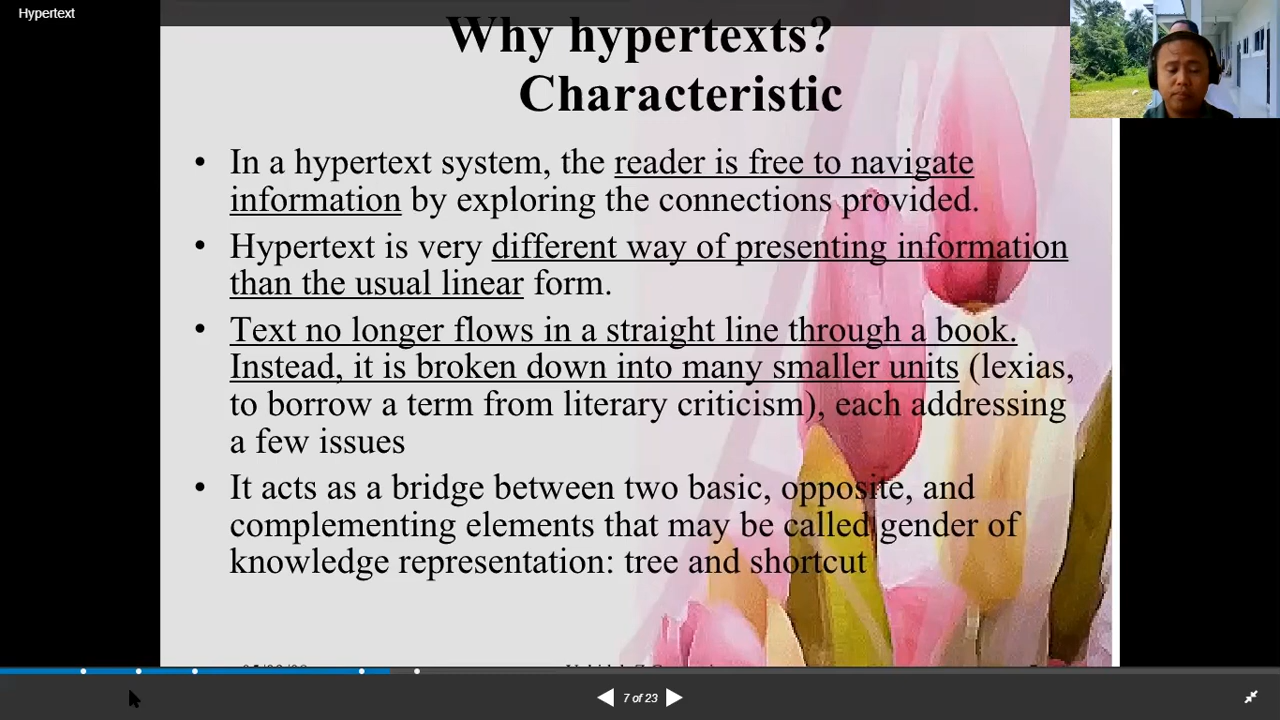 Hypertext
Why hypertexts?
Characteristic
• In a hypertext system, the reader is free to navigate
information by exploring the connections provided.
• Hypertext is very different way of presenting information
than the usual linear form.
• Text no longer flows in a straight line through a book.
Instead, it is broken down into many smaller units (lexias,
to borrow a term from literary criticism), each addressing
a few issues
• It acts as a bridge between two basic, opposite, and
complementing elements that may be called gender of
knowledge representation: tree and shortcut
7 of 23